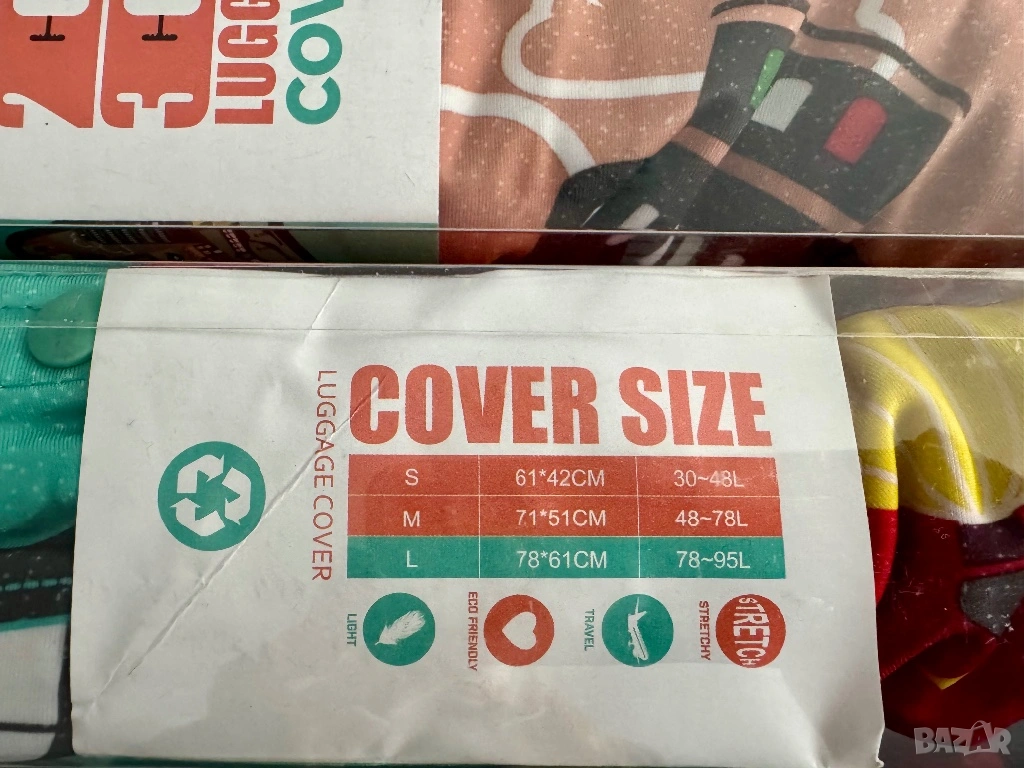 LUGG
COV
COVER SIZE
LUGGAGE COVER
S 61*42CM 30~48L
M 71*51CM 48~78L
L 78*61CM 78~95L
LIGHT
ECO FRIENDLY
TRAVEL
STRETCHY
STRETCH
BAZAR